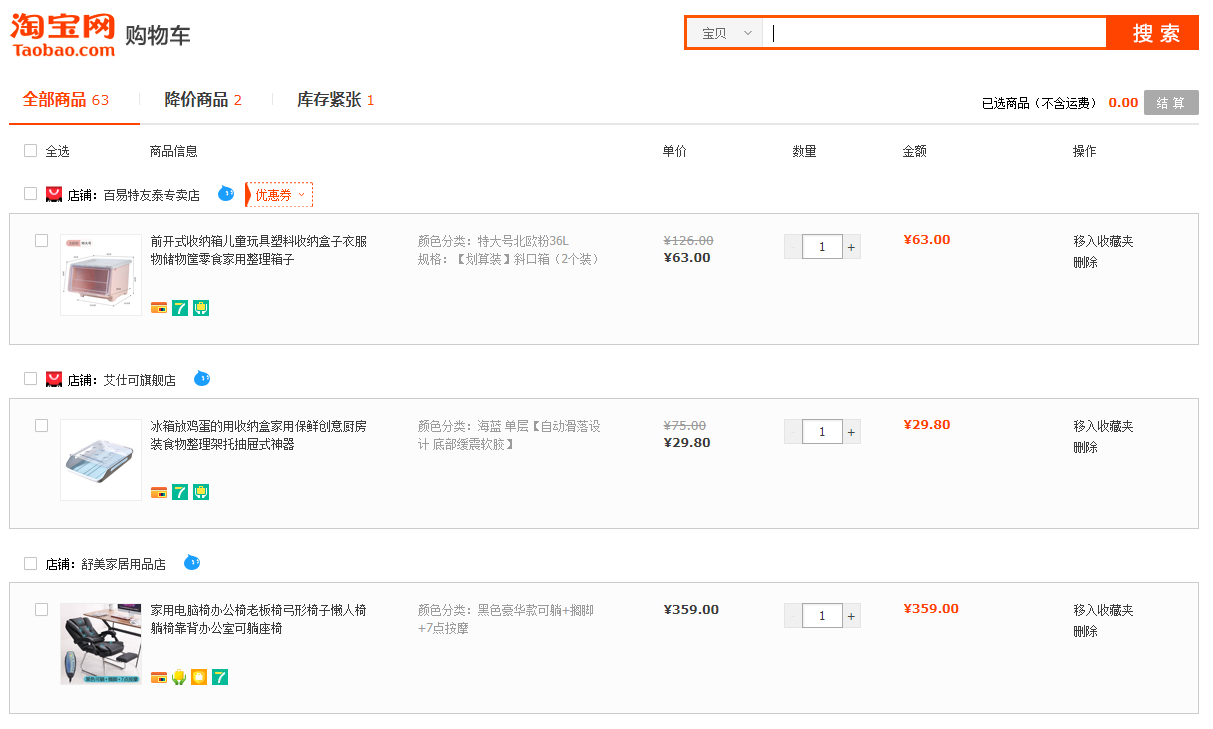 淘宝网
Taobao.com
购物车
宝贝
搜 索
全部商品 63
降价商品 2
库存紧张 1
已选商品（不含运费） 0.00 结 算
全选 商品信息 单价 数量 金额 操作
店铺：百易特友泰专卖店 优惠券
前开式收纳箱儿童玩具塑料收纳盒子衣服
物储物筐零食家用整理箱子
颜色分类：特大号北欧粉36L
规格：【划算装】斜口箱（2个装）
¥126.00
¥63.00
- 1 +
¥63.00
移入收藏夹
删除
7
店铺：艾仕可旗舰店
冰箱放鸡蛋的用收纳盒家用保鲜创意厨房
装食物整理架托抽屉式神器
颜色分类：海蓝 单层【自动滑落设
计 底部缓震软胶】
¥75.00
¥29.80
- 1 +
¥29.80
移入收藏夹
删除
7
店铺：舒美家居用品店
家用电脑椅办公椅老板椅弓形椅子懒人椅
躺椅靠背办公室可躺座椅
颜色分类：黑色豪华款可躺+搁脚
+7点按摩
¥359.00
- 1 +
¥359.00
移入收藏夹
删除
7